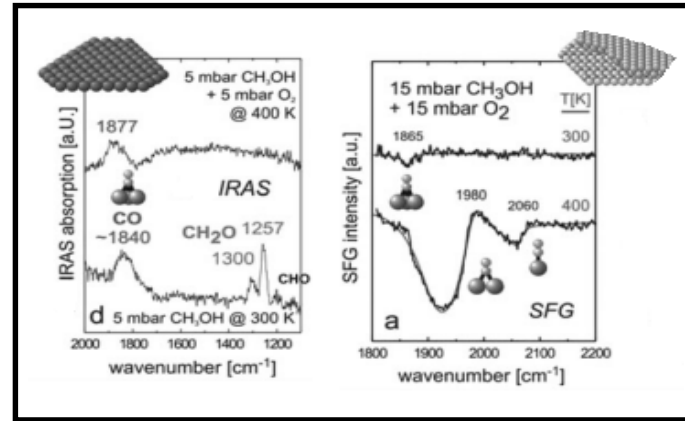 5 mbar CH₃OH
+ 5 mbar O₂
@ 400 K
1877
IRAS
CO
~1840
CH₂O
1257
1300
CHO
d
5 mbar CH₃OH @ 300 K
IRAS absorption [a.U.]
2000 1800 1600 1400 1200
wavenumber [cm⁻¹]
15 mbar CH₃OH
+ 15 mbar O₂
T[K]
1865
300
1980
2060
400
a
SFG
SFG intensity [a.u.]
1800 1900 2000 2100 2200
wavenumber [cm⁻¹]